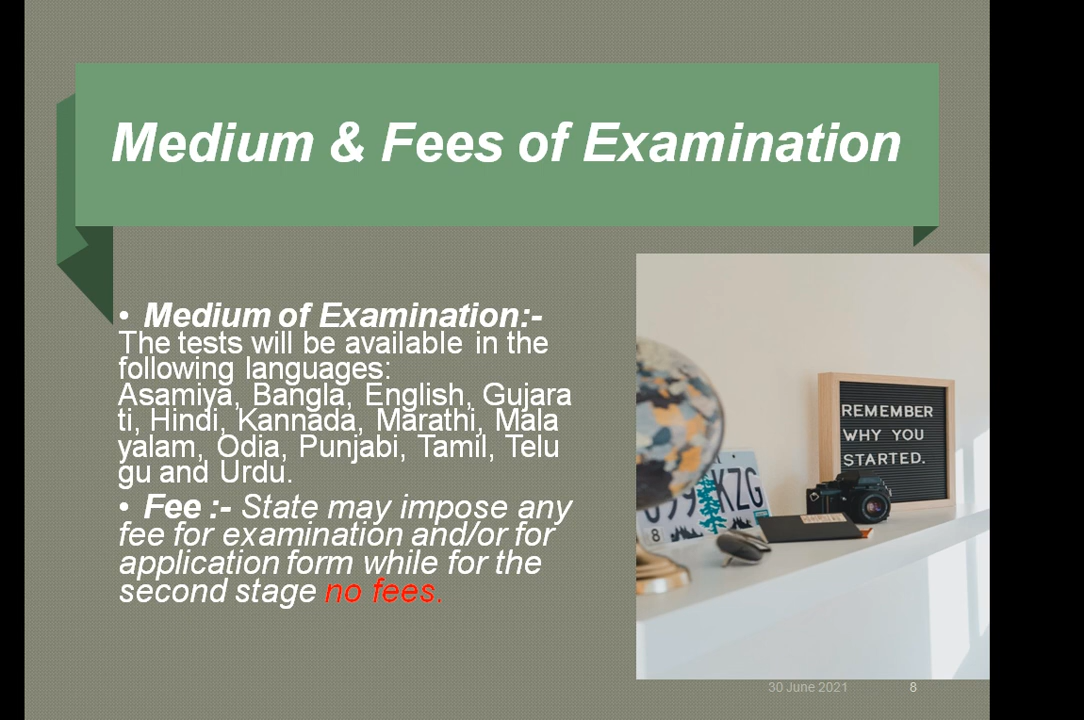 Medium & Fees of Examination
• Medium of Examination:-
The tests will be available in the
following languages:
Asamiya, Bangla, English, Gujara
ti, Hindi, Kannada, Marathi, Mala
yalam, Odia, Punjabi, Tamil, Telu
gu and Urdu.
• Fee :- State may impose any
fee for examination and/or for
application form while for the
second stage no fees.
REMEMBER
WHY YOU
STARTED.
KZG
8
30 June 2021
8